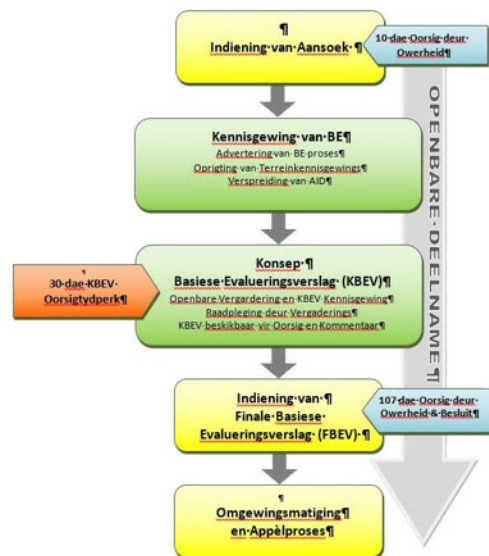 ¶
Indiening·van·Aansoek·¶
10·dae·Oorsig·deur·
Owerheid¶
Kennisgewing·van·BE¶
Advertering·van·BE·proses¶
Oprigting·van·Terreinkennisgewings¶
Verspreiding·van·AID¶
¶
30·dae·KBEV·
Oorsigtydperk¶
Konsep·¶
Basiese·Evalueringsverslag·(KBEV)¶
Openbare·Vergardering·en·KBEV·Kennisgewing¶
Raadpleging·deur·Vergaderings¶
KBEV·beskikbaar·vir·Oorsig·en·Kommentaar¶
Indiening·van·¶
Finale·Basiese·
Evalueringsverslag·(FBEV)·¶
107·dae·Oorsig·deur·
Owerheid·&·Besluit¶
¶
Omgewingsmatiging¶
en·Appèlproses¶
OPENBARE·DEELNAME¶